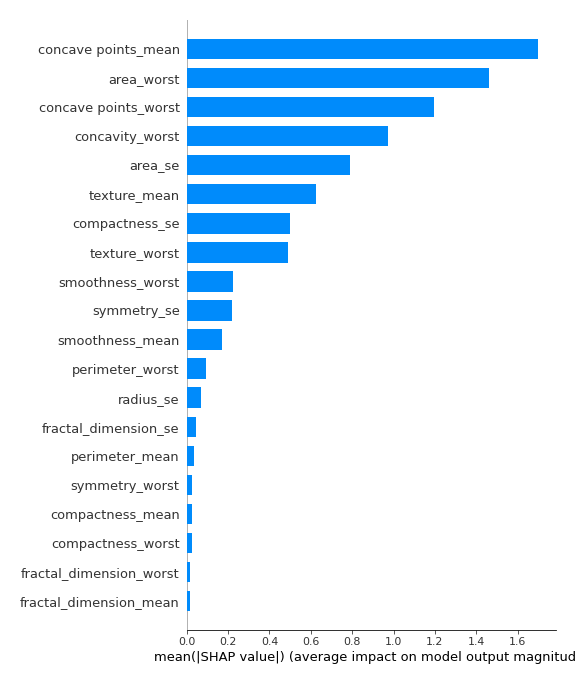 concave points_mean
area_worst
concave points_worst
concavity_worst
area_se
texture_mean
compactness_se
texture_worst
smoothness_worst
symmetry_se
smoothness_mean
perimeter_worst
radius_se
fractal_dimension_se
perimeter_mean
symmetry_worst
compactness_mean
compactness_worst
fractal_dimension_worst
fractal_dimension_mean
0.0 0.2 0.4 0.6 0.8 1.0 1.2 1.4 1.6
mean(|SHAP value|) (average impact on model output magnitud